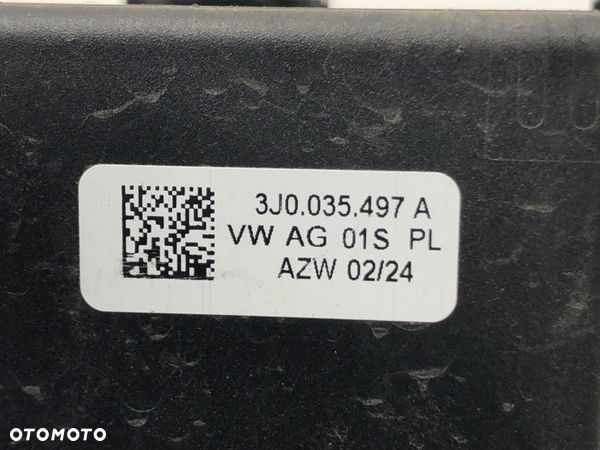 3J0.035.497 A
VW AG 01S PL
AZW 02/24
OTOMOTO